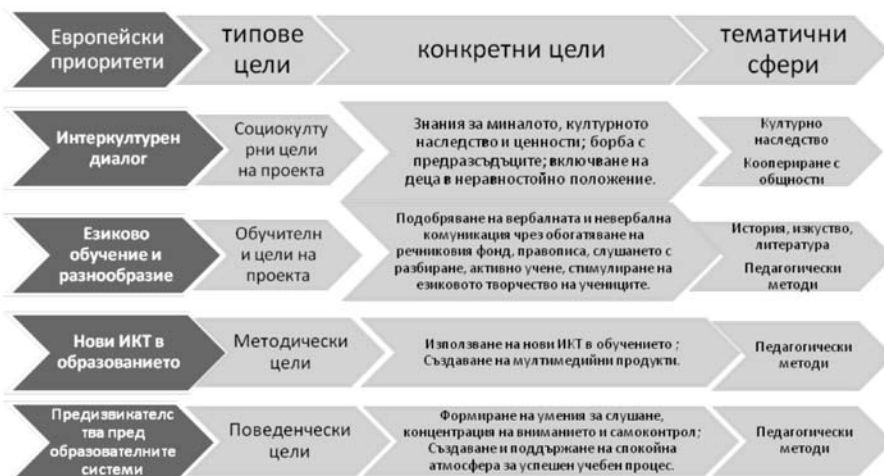 Европейски
приоритети
типове
цели
конкретни цели
тематични
сфери
Интеркултурен
диалог
Социокулту
рни цели
на проекта
Знания за миналото, културното
наследство и ценности; борба с
предразсъдъците; включване на
деца в неравностойно положение.
Културно
наследство
Коопериране с
общности
Езиково
обучение и
разнообразие
Обучителн
и цели на
проекта
Подобряване на вербалната и невербална
комуникация чрез обогатяване на
речниковия фонд, правописа, слушането с
разбиране, активно учене, стимулиране на
езиковото творчество на учениците.
История, изкуство,
литература
Педагогически
методи
Нови ИКТ в
образованието
Методически
цели
Използване на нови ИКТ в обучението ;
Създаване на мултимедийни продукти.
Педагогически
методи
Предизвикателс
тва пред
образователните
системи
Поведенчески
цели
Формиране на умения за слушане,
концентрация на вниманието и самоконтрол;
Създаване и поддържане на спокойна
атмосфера за успешен учебен процес.
Педагогически
методи